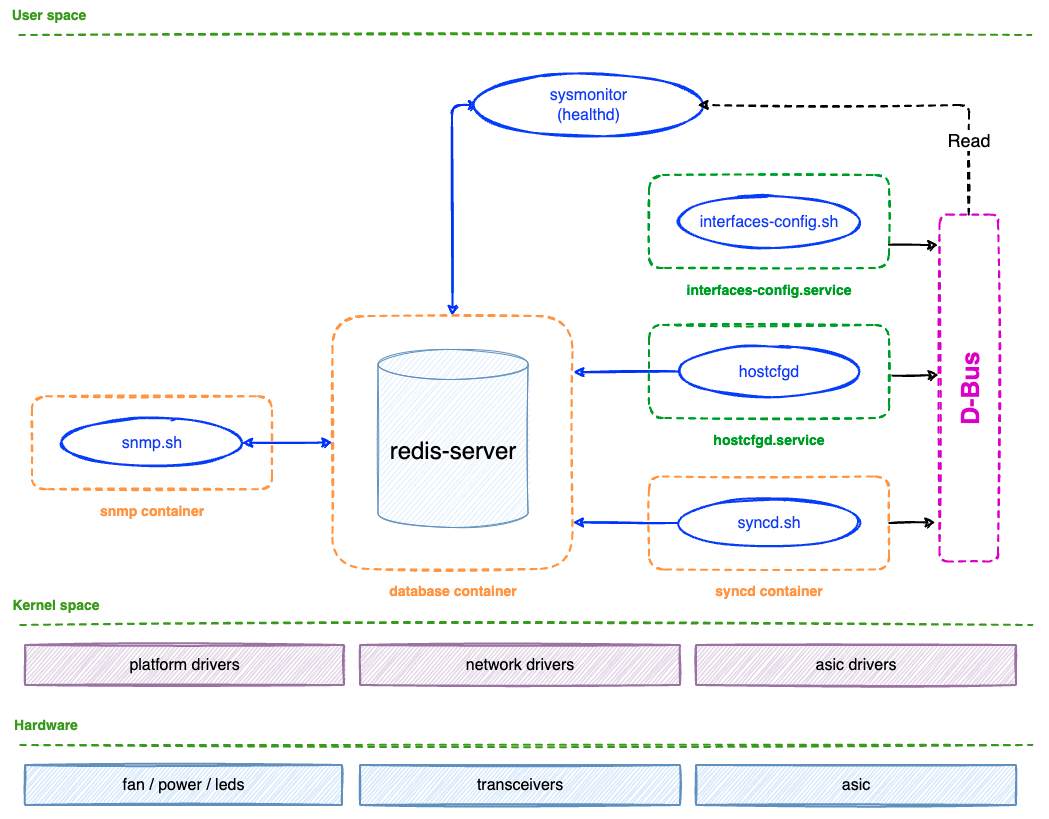 User space
sysmonitor
(healthd)
Read
interfaces-config.sh
interfaces-config.service
hostcfgd
D-Bus
hostcfgd.service
snmp.sh
redis-server
snmp container
syncd.sh
database container
syncd container
Kernel space
platform drivers
network drivers
asic drivers
Hardware
fan / power / leds
transceivers
asic